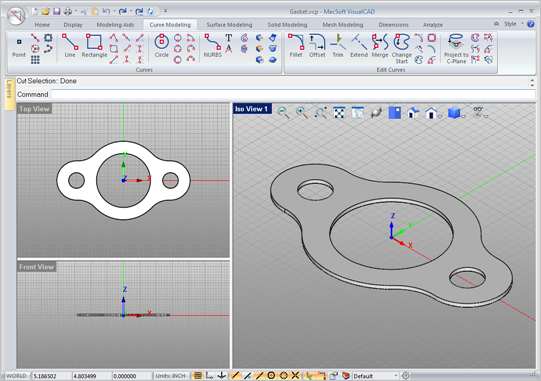 Gasket.vcp - MecSoft VisualCAD
Home Display Modeling Aids Curve Modeling Surface Modeling Solid Modeling Mesh Modeling Dimensions Analyze Style
Point Line Rectangle Circle NURBS Fillet Offset Trim Extend Merge Change Start Project to C-Plane
Curves Edit Curves
Cut Selection:: Done
Command
Layers
Top View
Iso View 1
Z
Y
X
Front View
Z
X
Z
Y
X
WORLD 5.186502 4.803499 0.000000 Units: INCH Default